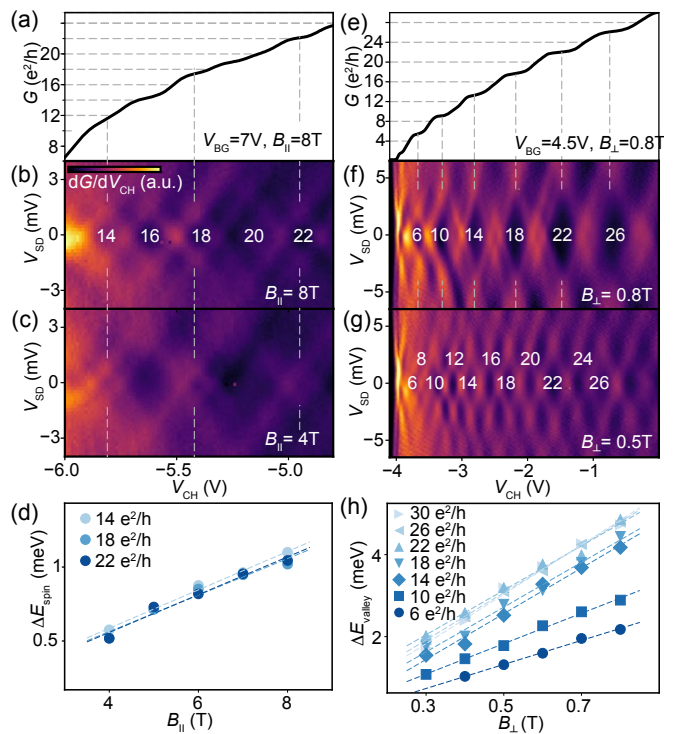 (a)
G (e²/h)
24
20
16
12
8
V_BG=7V, B_||=8T
(b)
dG/dV_CH (a.u.)
V_SD (mV)
3
0
−3
14 16 18 20 22
B_||= 8T
(c)
V_SD (mV)
3
0
−3
B_||= 4T
−6.0 −5.5 −5.0
V_CH (V)
(d)
14 e²/h
18 e²/h
22 e²/h
ΔE_spin (meV)
1
0.5
4 6 8
B_|| (T)
(e)
G (e²/h)
28
24
20
16
12
8
4
V_BG=4.5V, B_⊥=0.8T
(f)
V_SD (mV)
5
0
−5
6 10 14 18 22 26
B_⊥= 0.8T
(g)
V_SD (mV)
5
0
−5
8 12 16 20 24
6 10 14 18 22 26
B_⊥= 0.5T
−4 −3 −2 −1
V_CH (V)
(h)
30 e²/h
26 e²/h
22 e²/h
18 e²/h
14 e²/h
10 e²/h
6 e²/h
ΔE_valley (meV)
4
2
0.3 0.5 0.7
B_⊥(T)